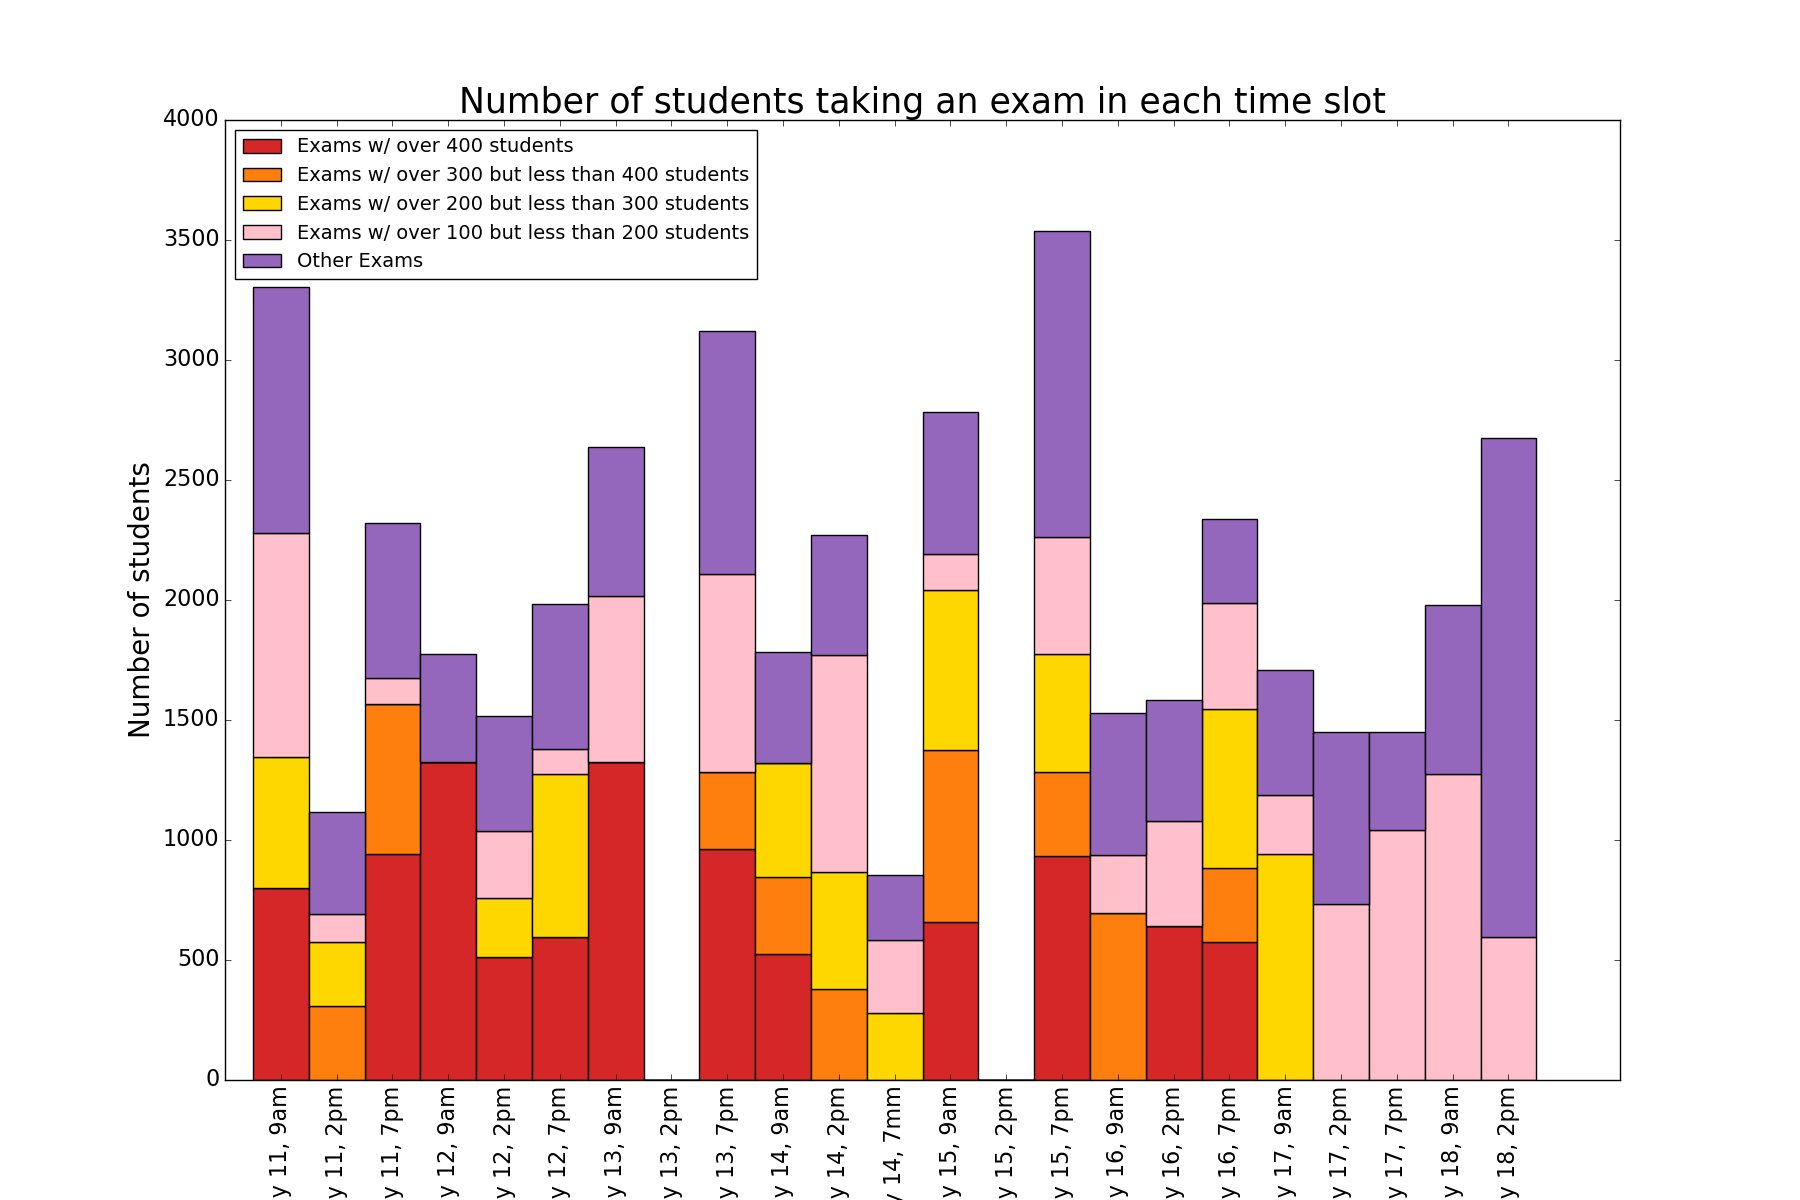 Number of students taking an exam in each time slot
4000
3500
3000
2500
2000
1500
1000
500
0
Number of students
Exams w/ over 400 students
Exams w/ over 300 but less than 400 students
Exams w/ over 200 but less than 300 students
Exams w/ over 100 but less than 200 students
Other Exams
y 11, 9am
y 11, 2pm
y 11, 7pm
y 12, 9am
y 12, 2pm
y 12, 7pm
y 13, 9am
y 13, 2pm
y 13, 7pm
y 14, 9am
y 14, 2pm
y 14, 7mm
y 15, 9am
y 15, 2pm
y 15, 7pm
y 16, 9am
y 16, 2pm
y 16, 7pm
y 17, 9am
y 17, 2pm
y 17, 7pm
y 18, 9am
y 18, 2pm